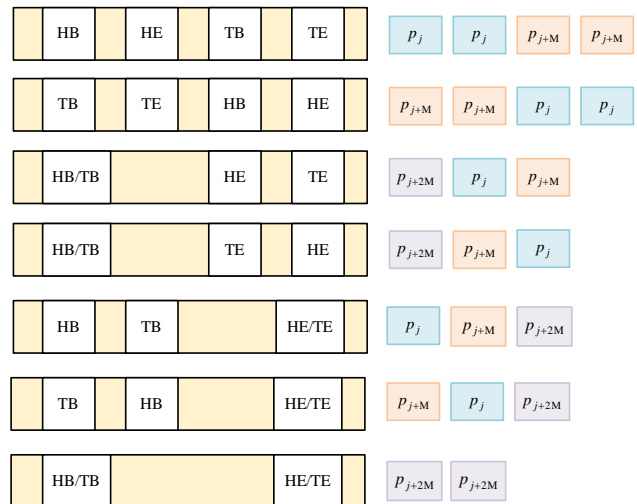 HB HE TB TE p_j p_j p_{j+M} p_{j+M}
TB TE HB HE p_{j+M} p_{j+M} p_j p_j
HB/TB HE TE p_{j+2M} p_j p_{j+M}
HB/TB TE HE p_{j+2M} p_{j+M} p_j
HB TB HE/TE p_j p_{j+M} p_{j+2M}
TB HB HE/TE p_{j+M} p_j p_{j+2M}
HB/TB HE/TE p_{j+2M} p_{j+2M}